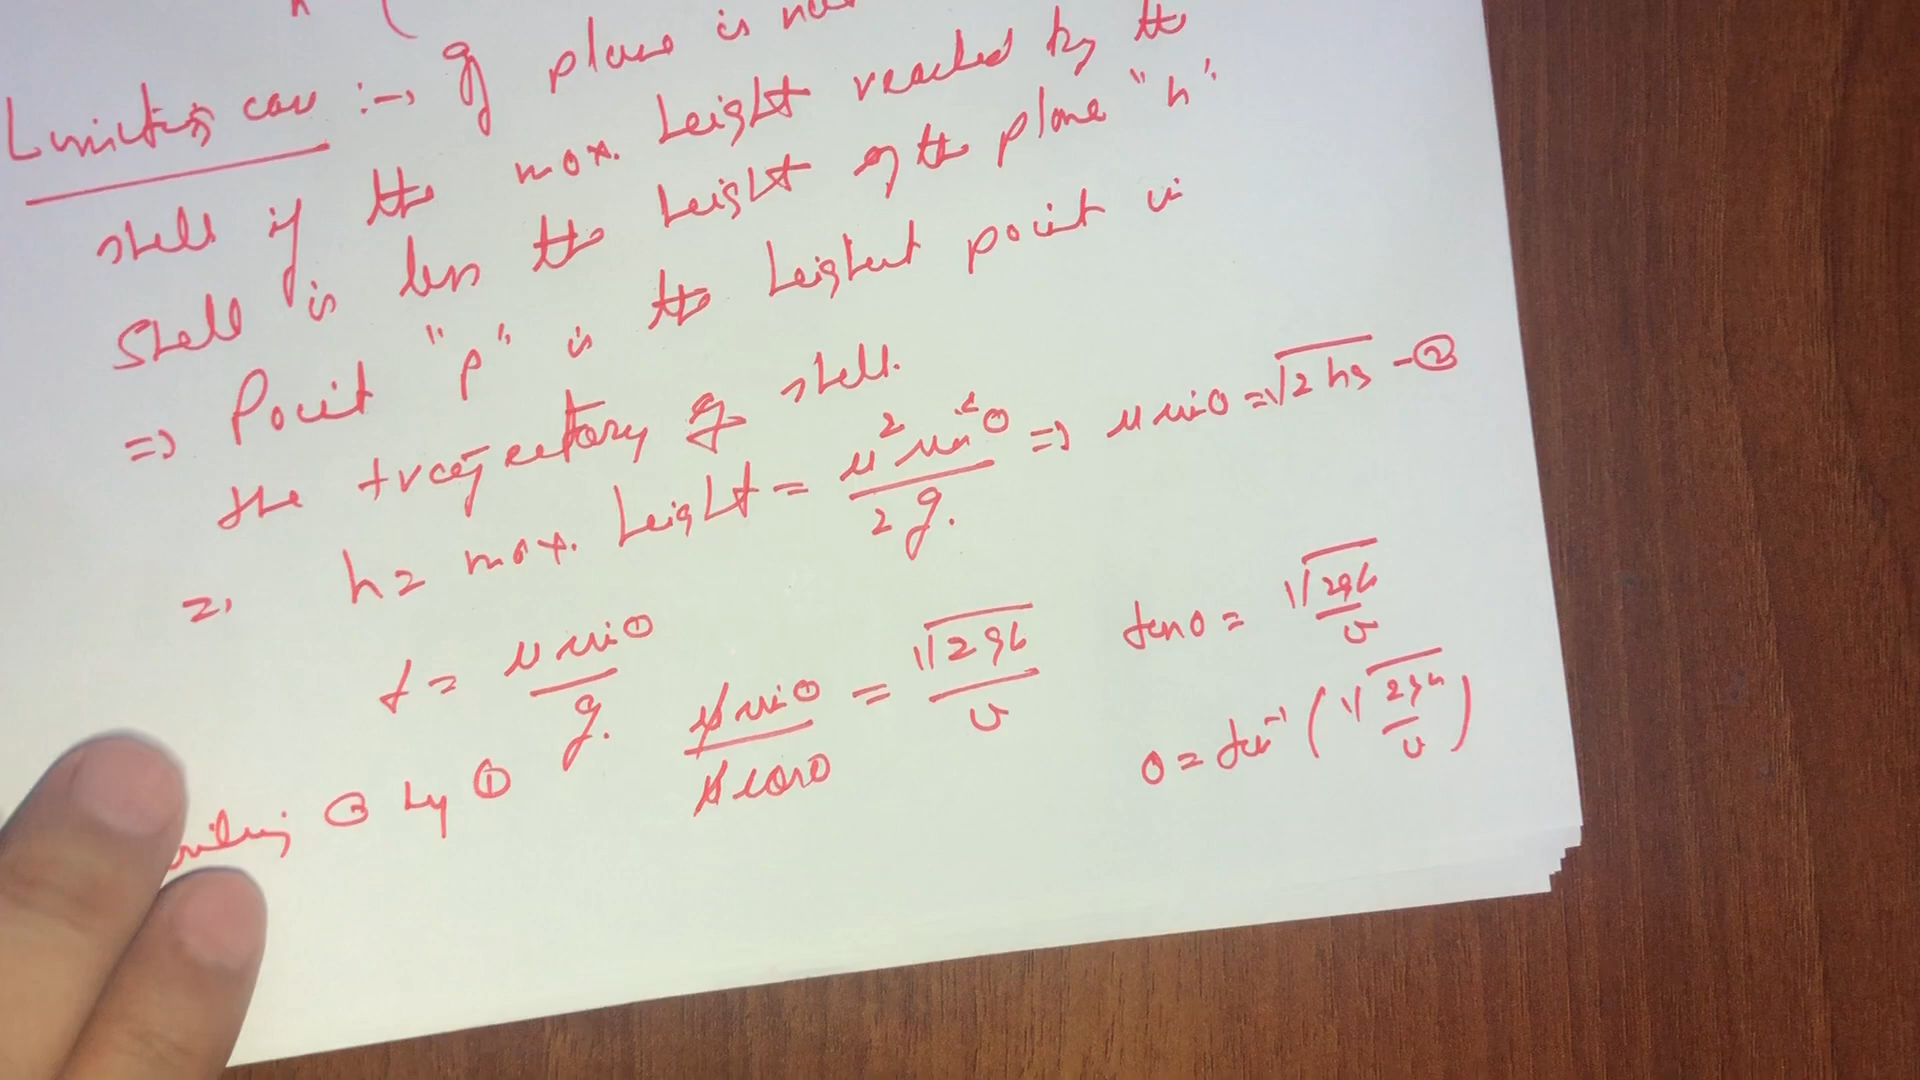 Limiting case :→ If plane is
shell if the max. height reached by the
shell is less the height of the plane "h".
=> Point "P" is the heighest point in
the trajectory of shell.
=> h = max. height = u² sin²θ / 2g. => u sinθ = √2hg - ②
t = u sinθ / g.
② by ① u sinθ / u cosθ = √2gh / v
tanθ = √2gh / v
θ = tan⁻¹ (√2gh / v)